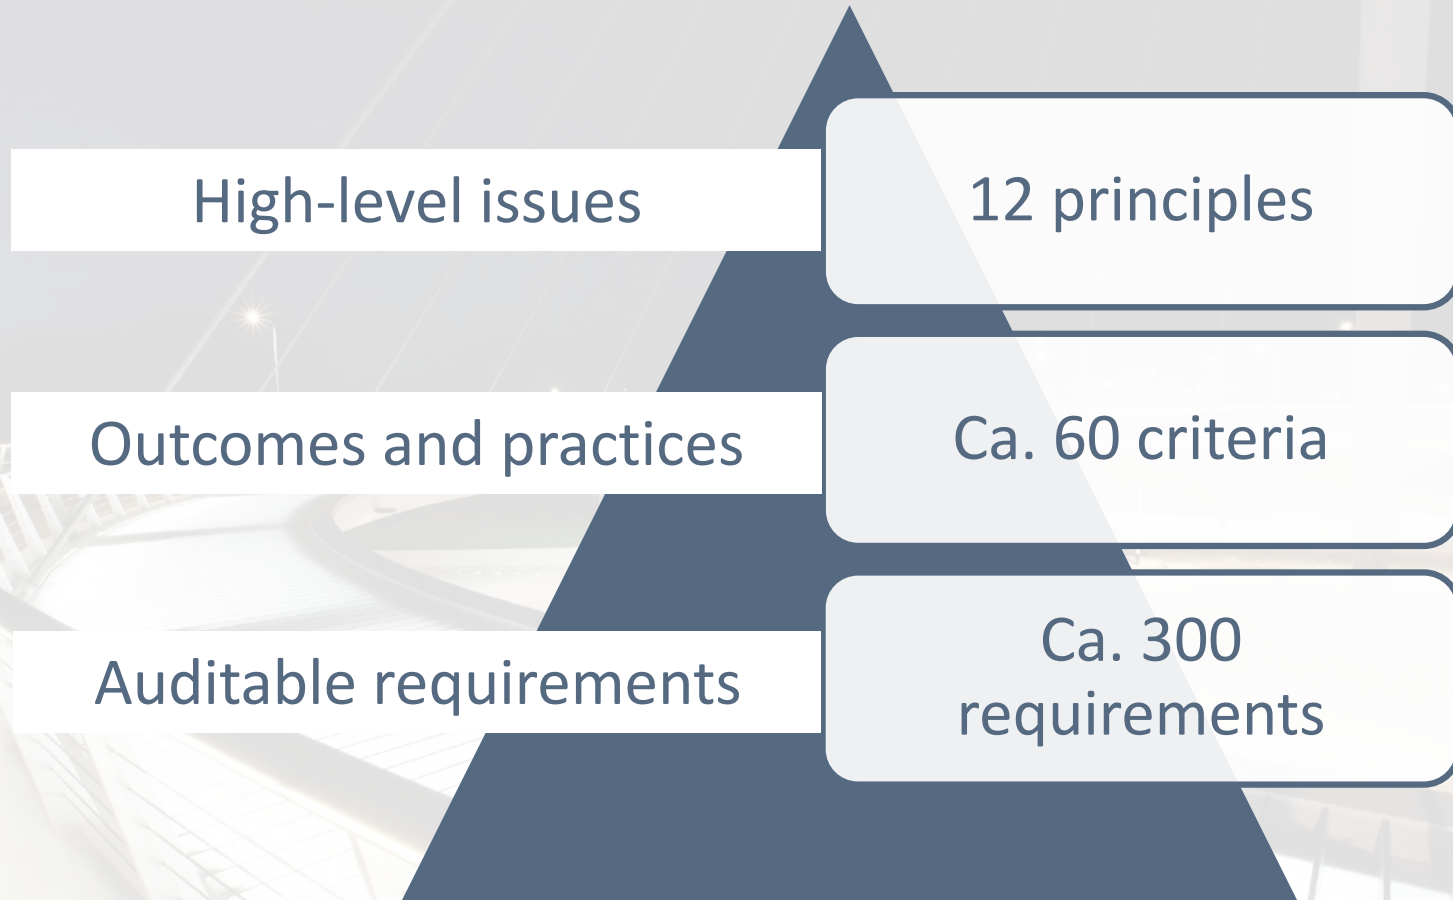 High-level issues
12 principles
Outcomes and practices
Ca. 60 criteria
Auditable requirements
Ca. 300
requirements